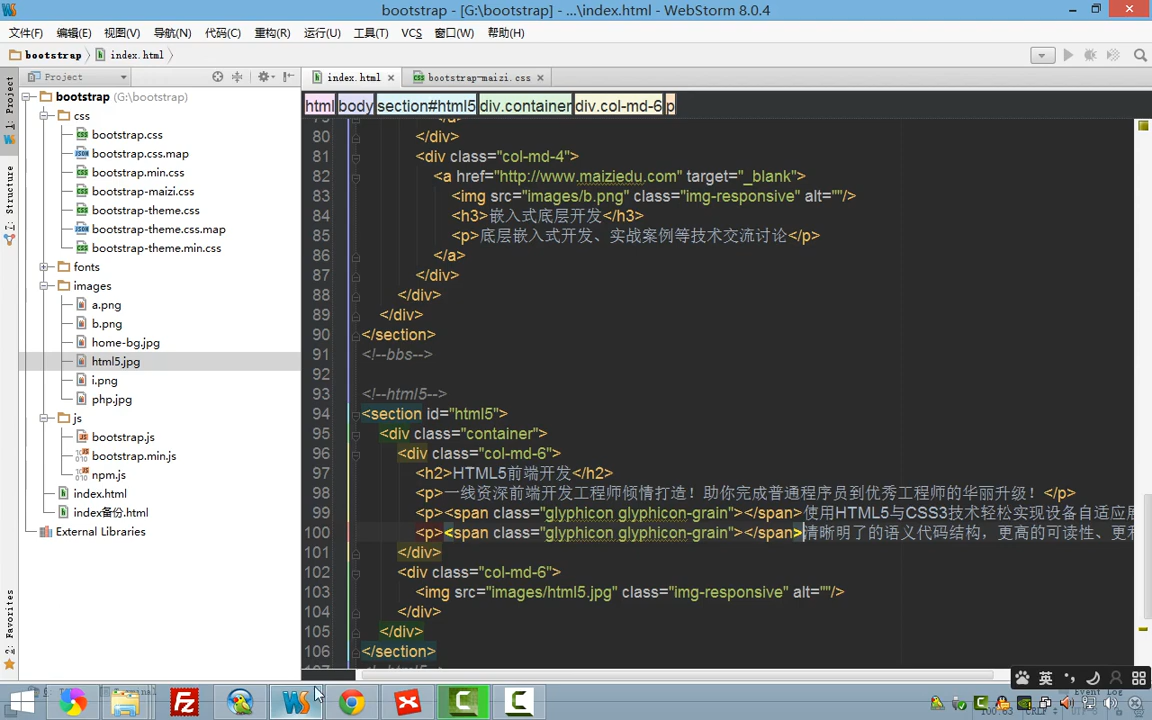 bootstrap - [G:\bootstrap] - ...\index.html - WebStorm 8.0.4
文件(F) 编辑(E) 视图(V) 导航(N) 代码(C) 重构(R) 运行(U) 工具(T) VCS 窗口(W) 帮助(H)
bootstrap index.html
Project index.html bootstrap-maizi.css
1: Project
7: Structure
2: Favorites
bootstrap (G:\bootstrap)
css
bootstrap.css
bootstrap.css.map
bootstrap.min.css
bootstrap-maizi.css
bootstrap-theme.css
bootstrap-theme.css.map
bootstrap-theme.min.css
fonts
images
a.png
b.png
home-bg.jpg
html5.jpg
i.png
php.jpg
js
bootstrap.js
bootstrap.min.js
npm.js
index.html
index备份.html
External Libraries
html body section#html5 div.container div.col-md-6 p
79 </a>
80 </div>
81 <div class="col-md-4">
82 <a href="http://www.maiziedu.com" target="_blank">
83 <img src="images/b.png" class="img-responsive" alt=""/>
84 <h3>嵌入式底层开发</h3>
85 <p>底层嵌入式开发、实战案例等技术交流讨论</p>
86 </a>
87 </div>
88 </div>
89 </div>
90 </section>
91 <!--bbs-->
92
93 <!--html5-->
94 <section id="html5">
95 <div class="container">
96 <div class="col-md-6">
97 <h2>HTML5前端开发</h2>
98 <p>一线资深前端开发工程师倾情打造！助你完成普通程序员到优秀工程师的华丽升级！</p>
99 <p><span class="glyphicon glyphicon-grain"></span>使用HTML5与CSS3技术轻松实现设备自适应展
100 <p><span class="glyphicon glyphicon-grain"></span>清晰明了的语义代码结构，更高的可读性、更利
101 </div>
102 <div class="col-md-6">
103 <img src="images/html5.jpg" class="img-responsive" alt=""/>
104 </div>
105 </div>
106 </section>
英
Event Log